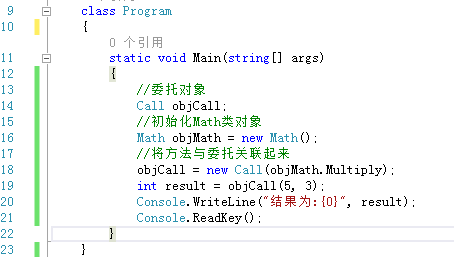 9 class Program
10 {
0 个引用
11 static void Main(string[] args)
12 {
13 //委托对象
14 Call objCall;
15 //初始化Math类对象
16 Math objMath = new Math();
17 //将方法与委托关联起来
18 objCall = new Call(objMath.Multiply);
19 int result = objCall(5, 3);
20 Console.WriteLine("结果为:{0}", result);
21 Console.ReadKey();
22 }
23 }